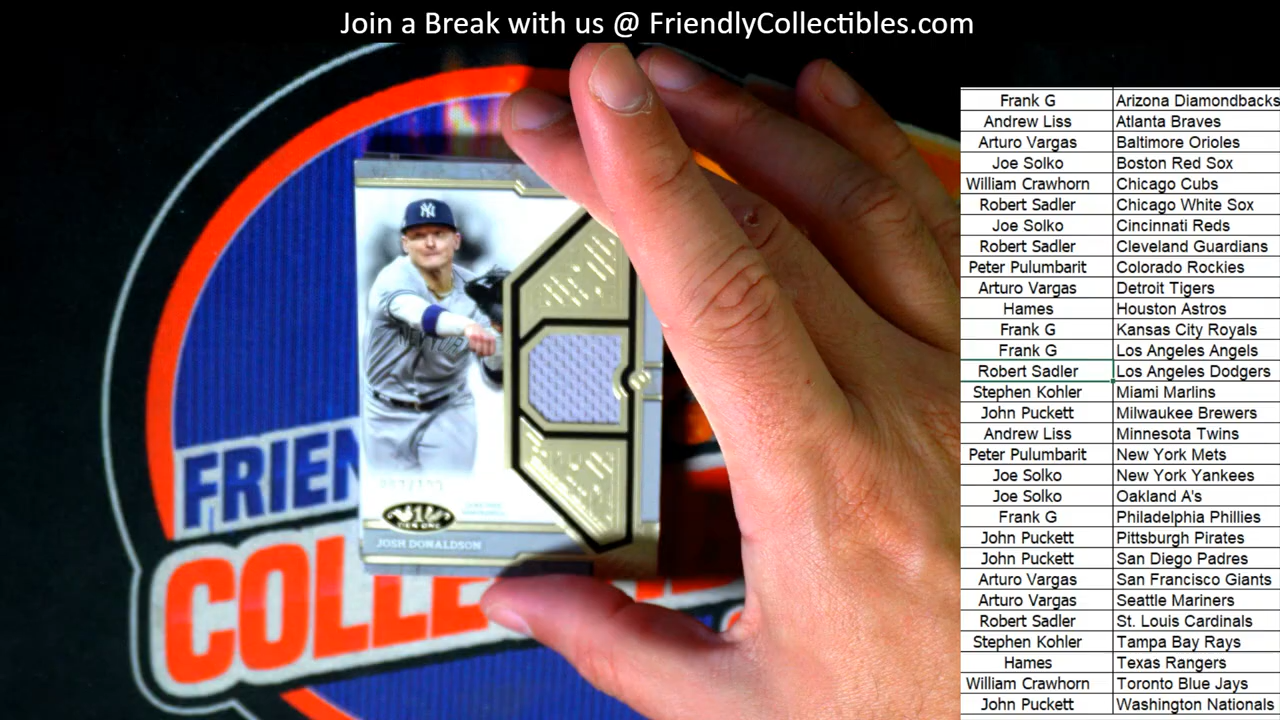 Join a Break with us @ FriendlyCollectibles.com
Frank G Arizona Diamondbacks
Andrew Liss Atlanta Braves
Arturo Vargas Baltimore Orioles
Joe Solko Boston Red Sox
William Crawhorn Chicago Cubs
Robert Sadler Chicago White Sox
Joe Solko Cincinnati Reds
Robert Sadler Cleveland Guardians
Peter Pulumbarit Colorado Rockies
Arturo Vargas Detroit Tigers
Hames Houston Astros
Frank G Kansas City Royals
Frank G Los Angeles Angels
Robert Sadler Los Angeles Dodgers
Stephen Kohler Miami Marlins
John Puckett Milwaukee Brewers
Andrew Liss Minnesota Twins
Peter Pulumbarit New York Mets
Joe Solko New York Yankees
Joe Solko Oakland A's
Frank G Philadelphia Phillies
John Puckett Pittsburgh Pirates
John Puckett San Diego Padres
Arturo Vargas San Francisco Giants
Arturo Vargas Seattle Mariners
Robert Sadler St. Louis Cardinals
Stephen Kohler Tampa Bay Rays
Hames Texas Rangers
William Crawhorn Toronto Blue Jays
John Puckett Washington Nationals
NY
NEW YORK
TIER ONE
JOSH DONALDSON
FRIEN
COLLE